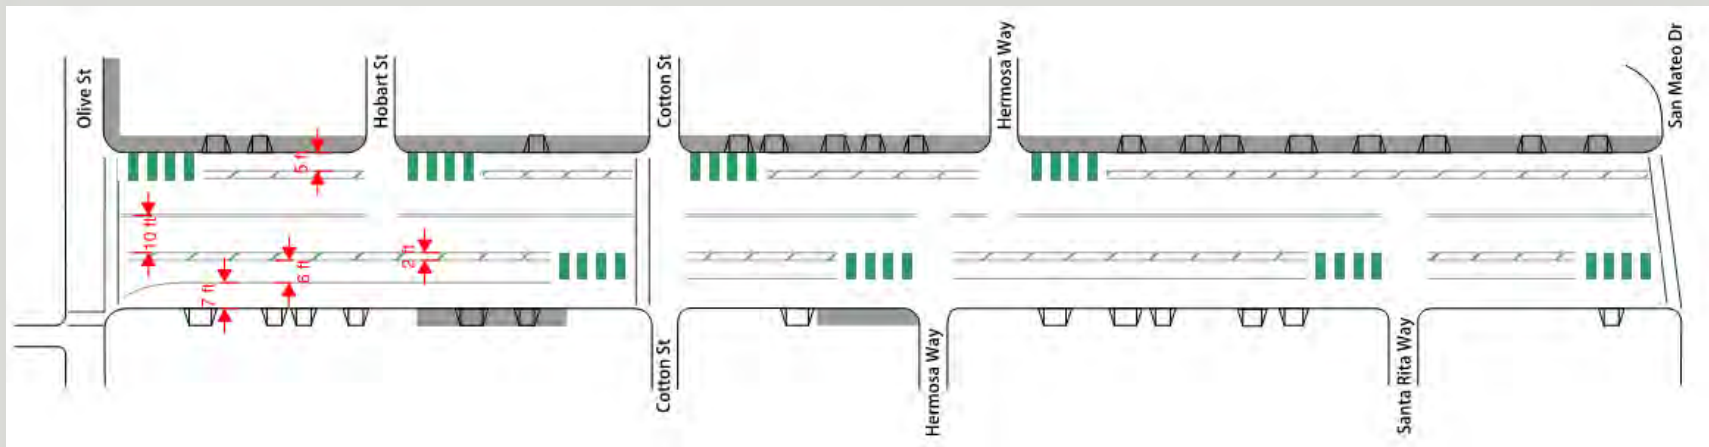 Olive St
Hobart St
Cotton St
Hermosa Way
San Mateo Dr
5 ft
10 ft
2 ft
6 ft
7 ft
Cotton St
Hermosa Way
Santa Rita Way